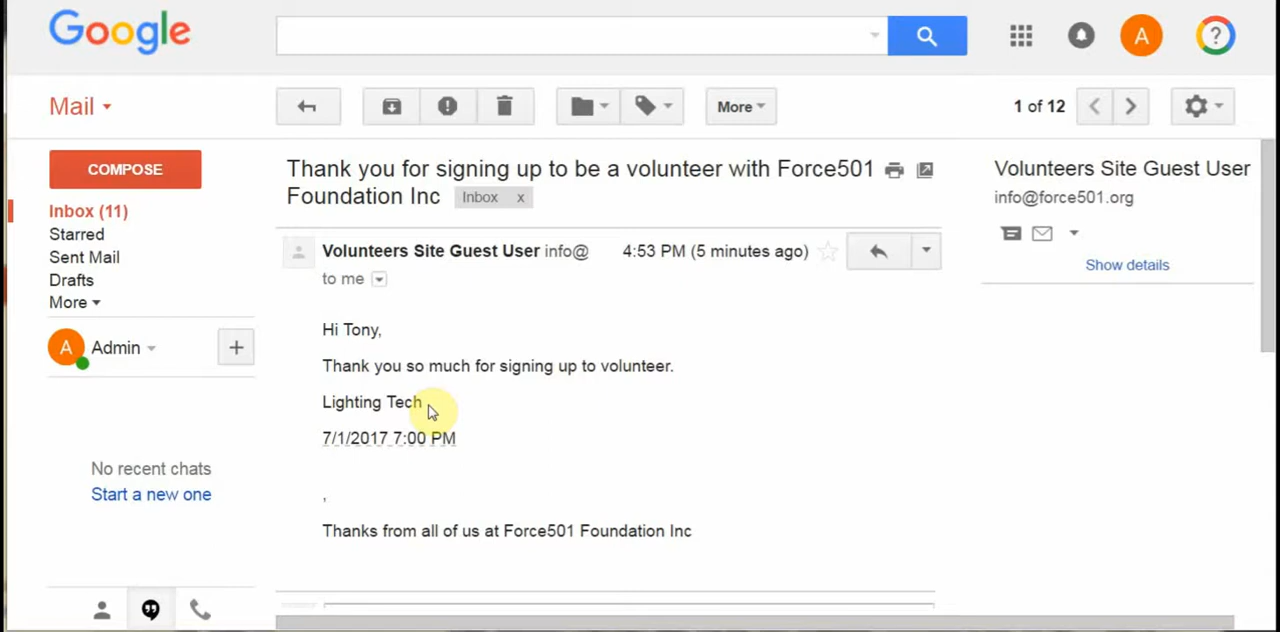 Google
A
?
Mail
More
1 of 12
COMPOSE
Inbox (11)
Starred
Sent Mail
Drafts
More
A
Admin
+
No recent chats
Start a new one
Thank you for signing up to be a volunteer with Force501
Foundation Inc Inbox x
Volunteers Site Guest User info@ 4:53 PM (5 minutes ago)
to me
Hi Tony,
Thank you so much for signing up to volunteer.
Lighting Tech
7/1/2017 7:00 PM
,
Thanks from all of us at Force501 Foundation Inc
Volunteers Site Guest User
info@force501.org
Show details